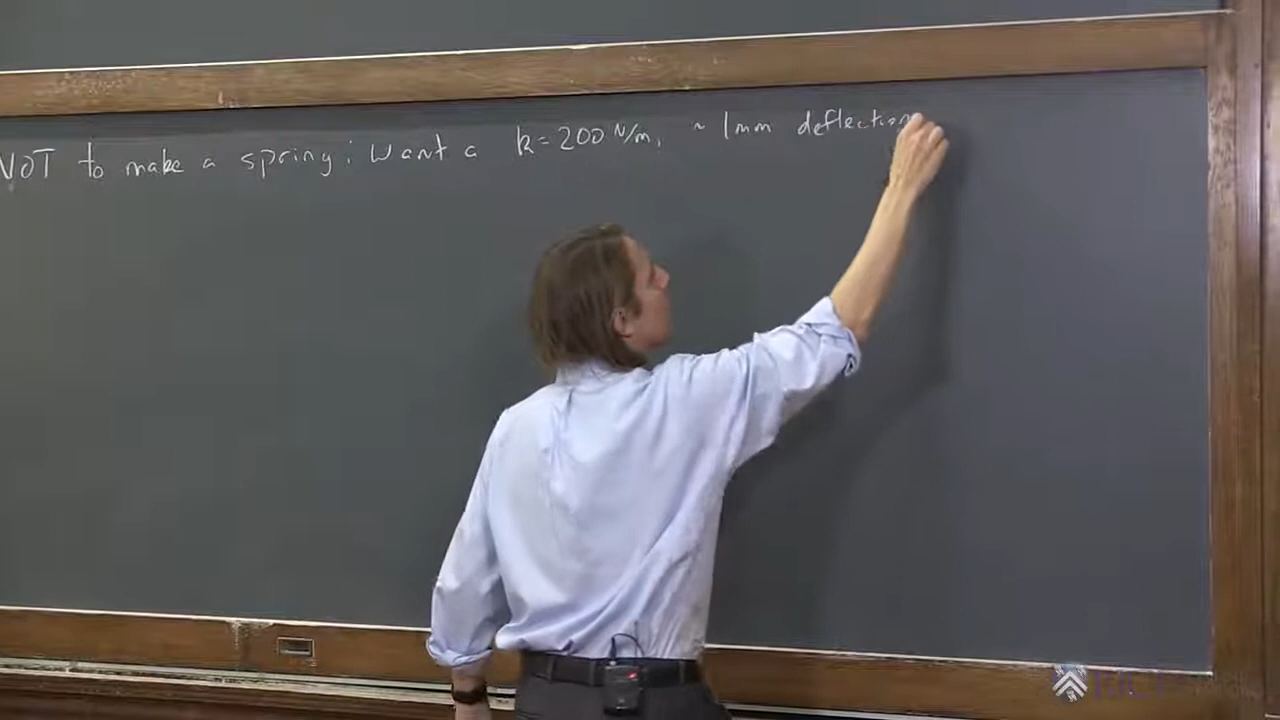 NOT to make a spring: Want a k=200 N/m, ~ 1mm deflection